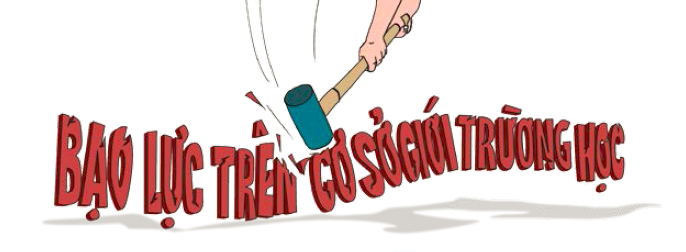 BẠO LỰC TRÊN CƠ SỞ GIỚI TRƯỜNG HỌC